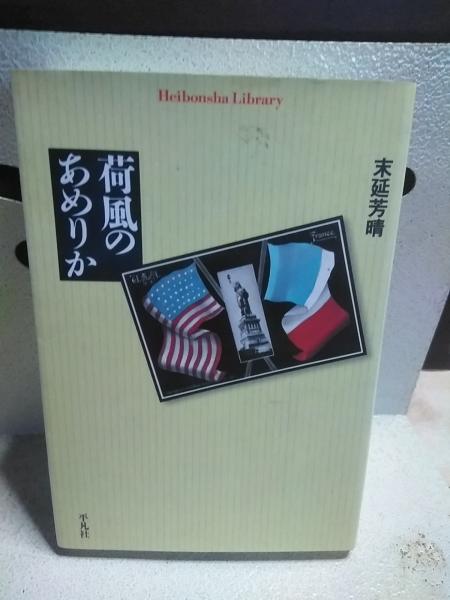 Heibonsha Library
荷風の
あめりか
末延芳晴
France
平凡社